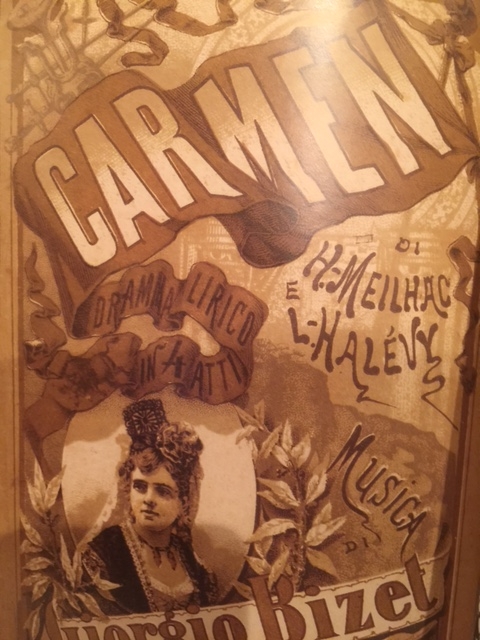 CARMEN
DRAMMA LIRICO
IN 4 ATTI
DI
H. MEILHAC
E
L. HALÉVY
MUSICA
DI
Giorgio Bizet